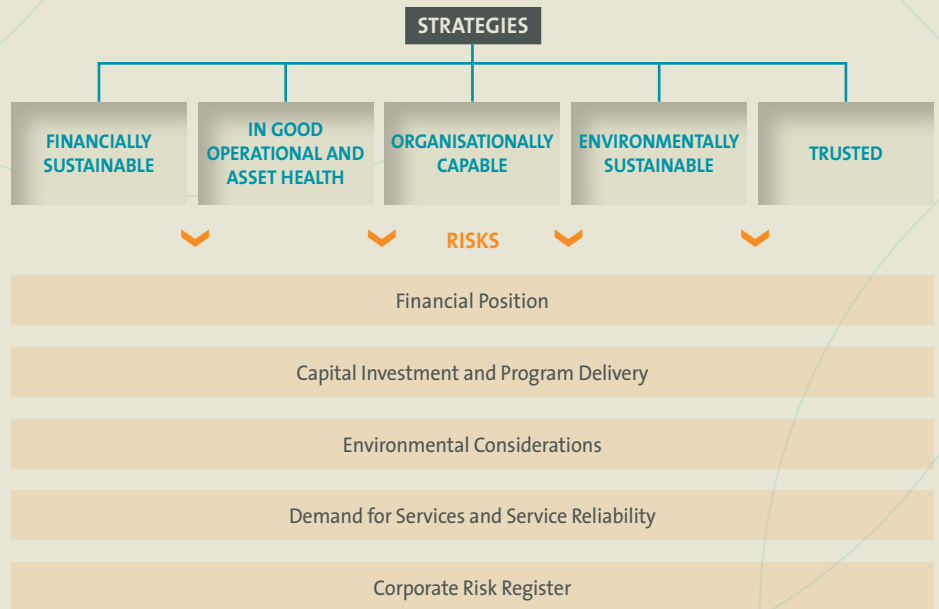 STRATEGIES
FINANCIALLY
SUSTAINABLE
IN GOOD
OPERATIONAL AND
ASSET HEALTH
ORGANISATIONALLY
CAPABLE
ENVIRONMENTALLY
SUSTAINABLE
TRUSTED
RISKS
Financial Position
Capital Investment and Program Delivery
Environmental Considerations
Demand for Services and Service Reliability
Corporate Risk Register